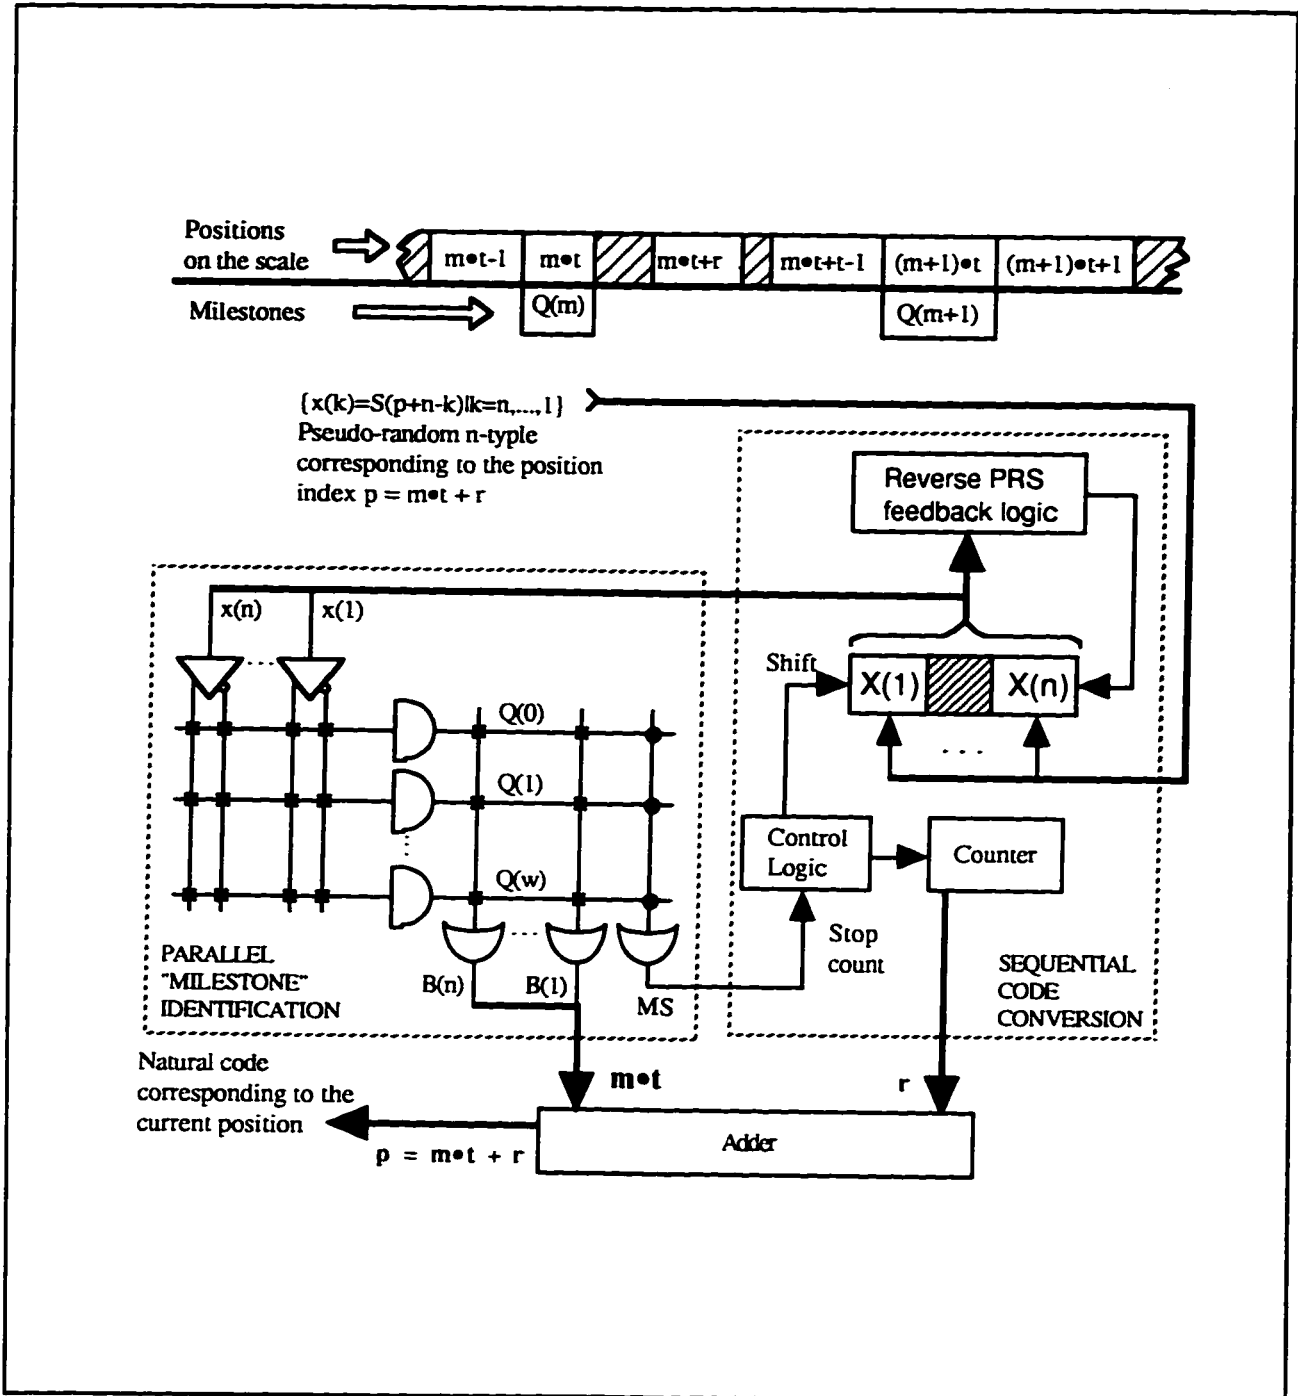 Positions
on the scale
m•t-1
m•t
m•t+r
m•t+t-1
(m+1)•t
(m+1)•t+1
Milestones
Q(m)
Q(m+1)
{x(k)=S(p+n-k)|k=n,...,1}
Pseudo-random n-typle
corresponding to the position
index p = m•t + r
Reverse PRS
feedback logic
x(n)
x(1)
. . .
Shift
X(1)
X(n)
. . .
Q(0)
Q(1)
Q(w)
. . .
Control
Logic
Counter
Stop
count
PARALLEL
"MILESTONE"
IDENTIFICATION
B(n)
B(1)
MS
SEQUENTIAL
CODE
CONVERSION
Natural code
corresponding to the
current position
m•t
r
p = m•t + r
Adder